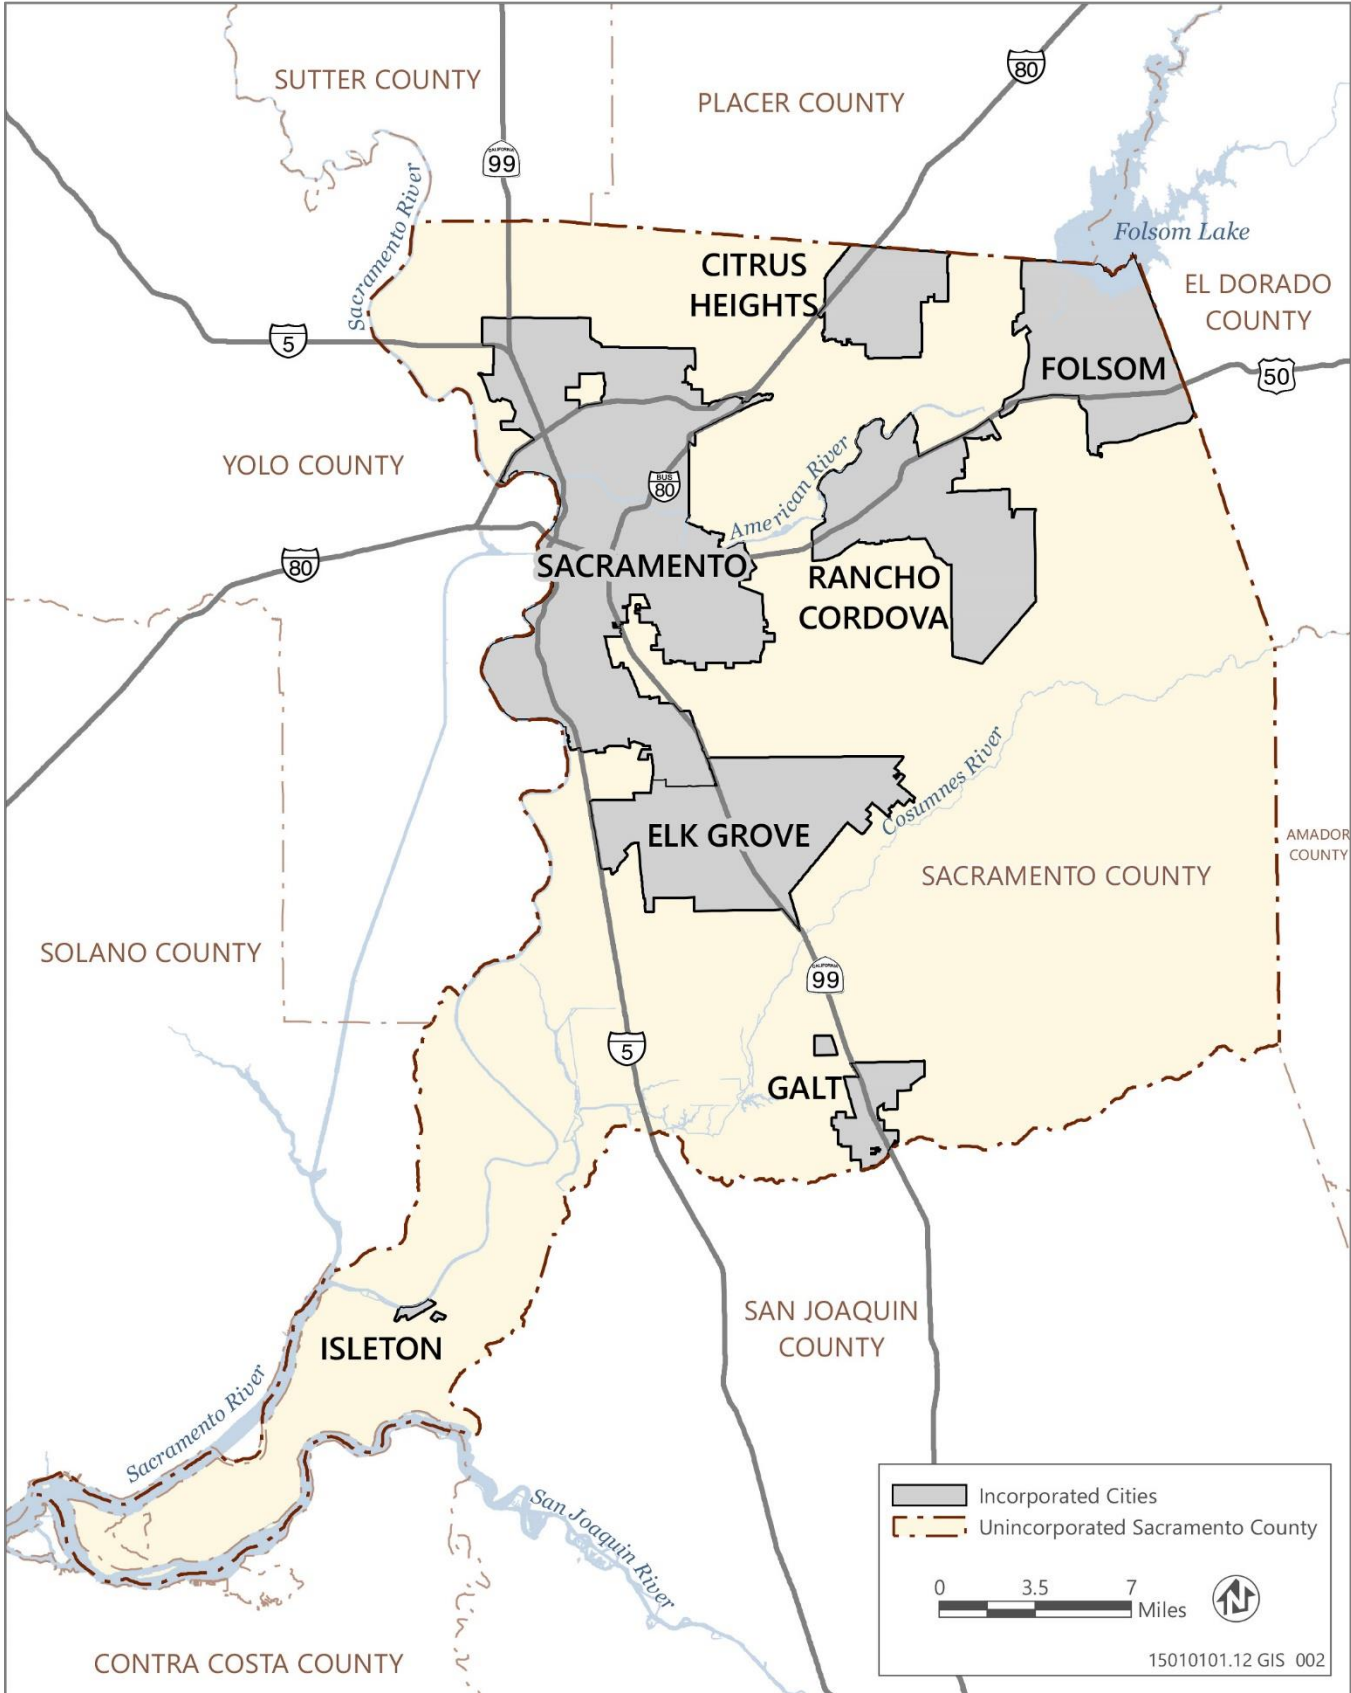 SUTTER COUNTY
PLACER COUNTY
80
CALIFORNIA
99
Sacramento River
Folsom Lake
CITRUS
HEIGHTS
EL DORADO
COUNTY
5
FOLSOM
50
YOLO COUNTY
BUS
80
American River
80
SACRAMENTO
RANCHO
CORDOVA
Cosumnes River
ELK GROVE
AMADOR
COUNTY
SACRAMENTO COUNTY
SOLANO COUNTY
CALIFORNIA
99
5
GALT
SAN JOAQUIN
COUNTY
ISLETON
Sacramento River
San Joaquin River
CONTRA COSTA COUNTY
Incorporated Cities
Unincorporated Sacramento County
0 3.5 7
Miles
N
15010101.12 GIS 002